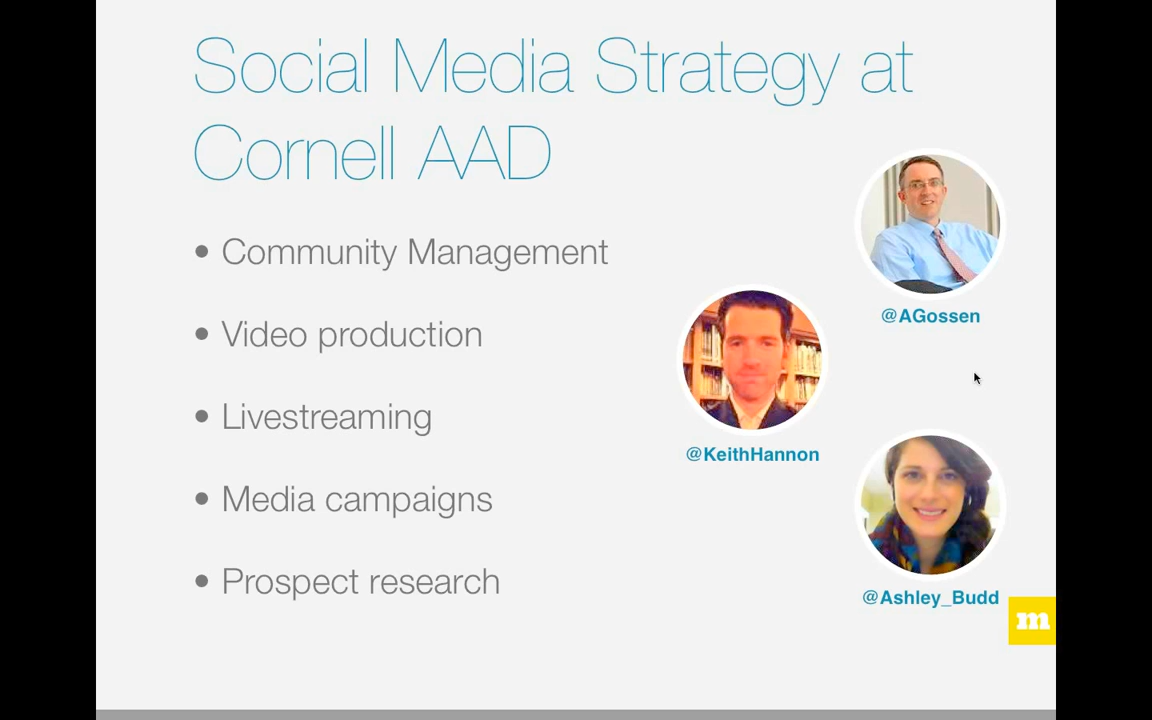 Social Media Strategy at
Cornell AAD
• Community Management
• Video production
• Livestreaming
• Media campaigns
• Prospect research
@AGossen
@KeithHannon
@Ashley_Budd
m